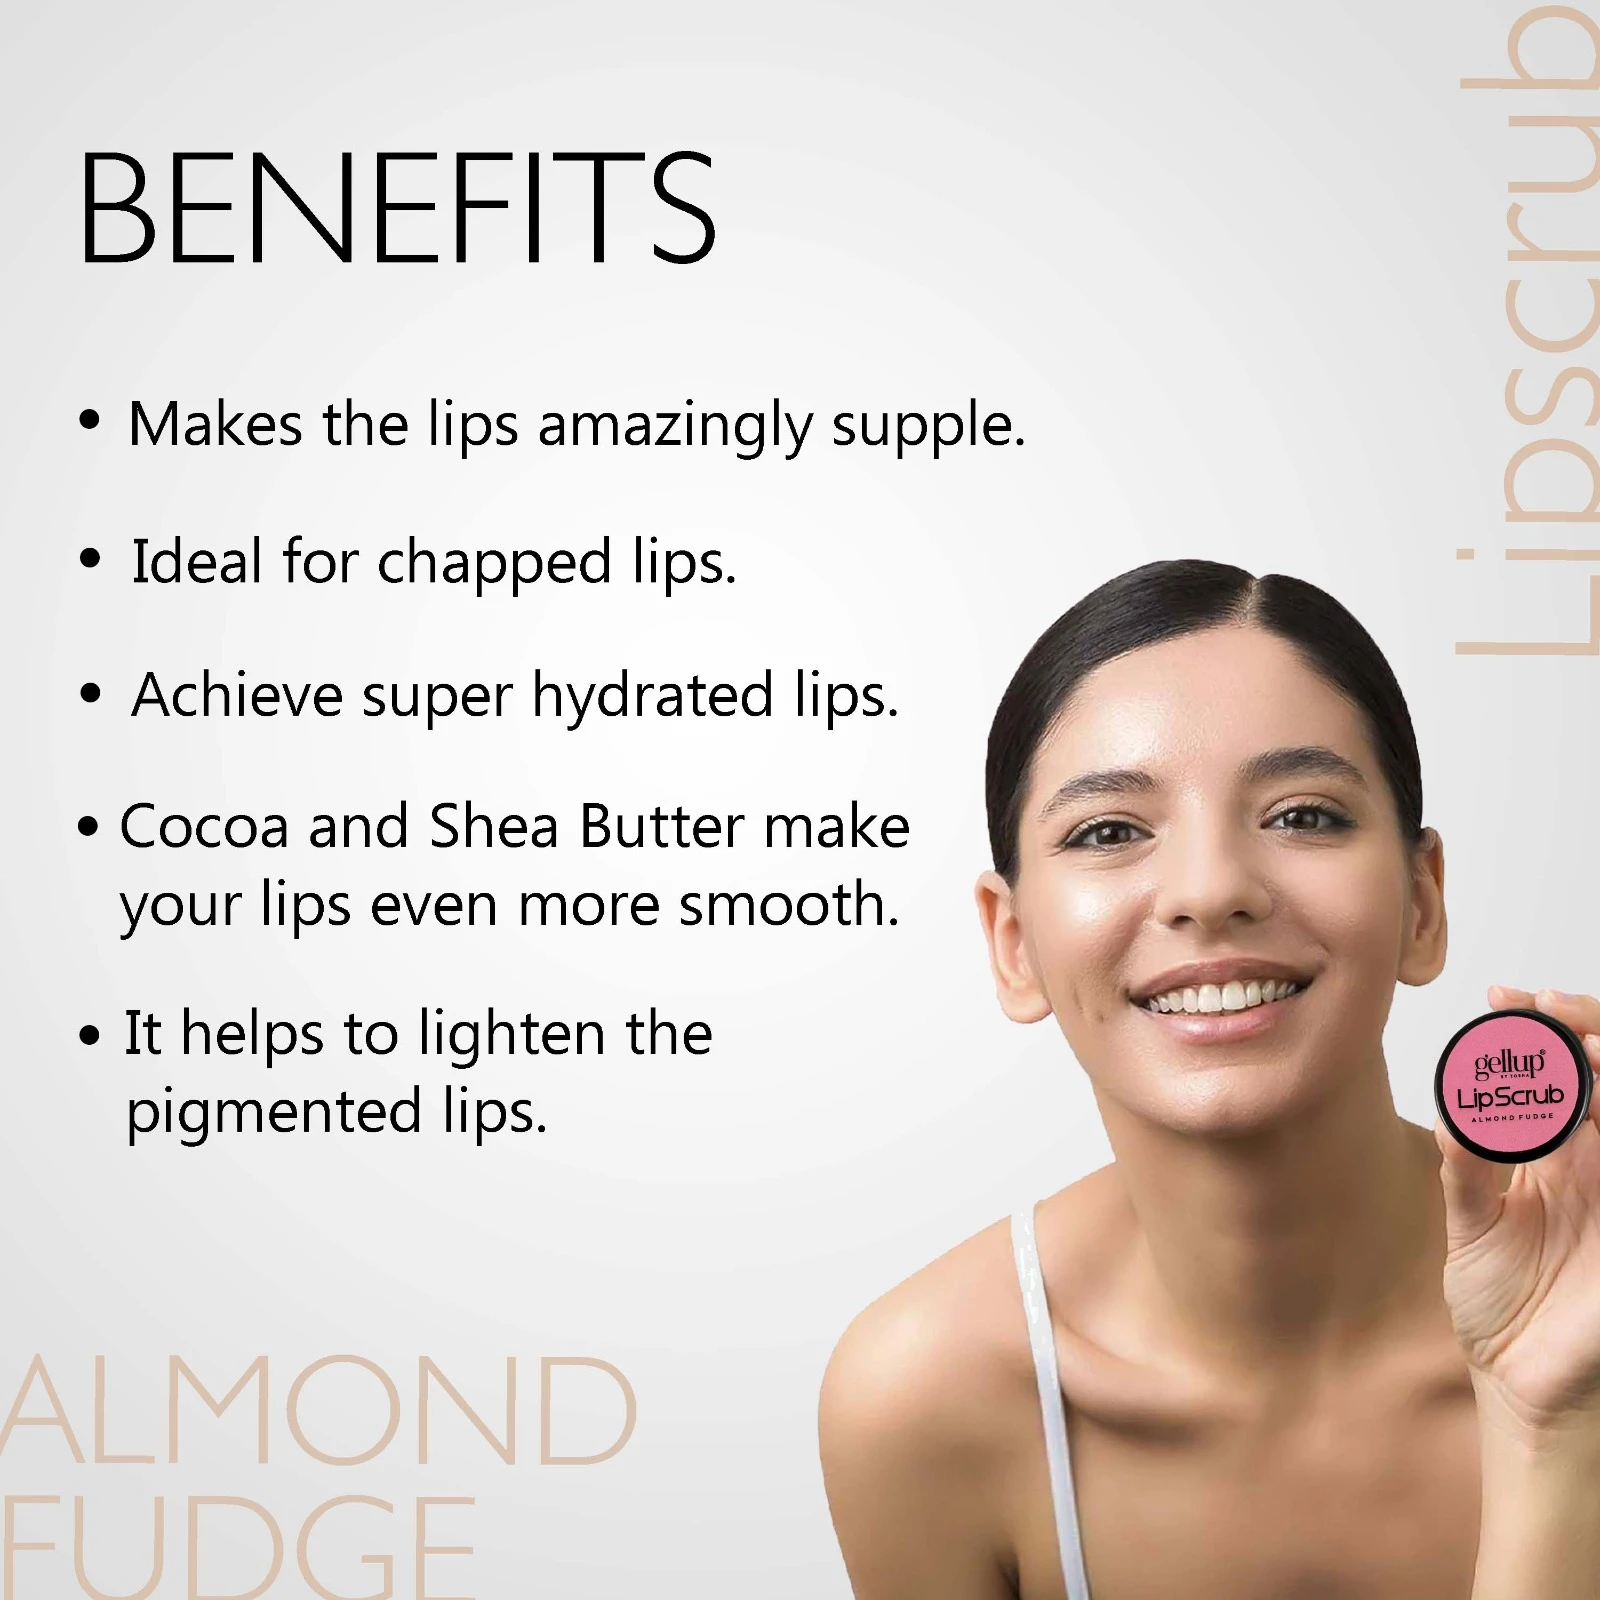 Lipscrub
BENEFITS
• Makes the lips amazingly supple.
• Ideal for chapped lips.
• Achieve super hydrated lips.
• Cocoa and Shea Butter make
your lips even more smooth.
• It helps to lighten the
pigmented lips.
gellup®
LipScrub
ALMOND FUDGE
ALMOND
FUDGE